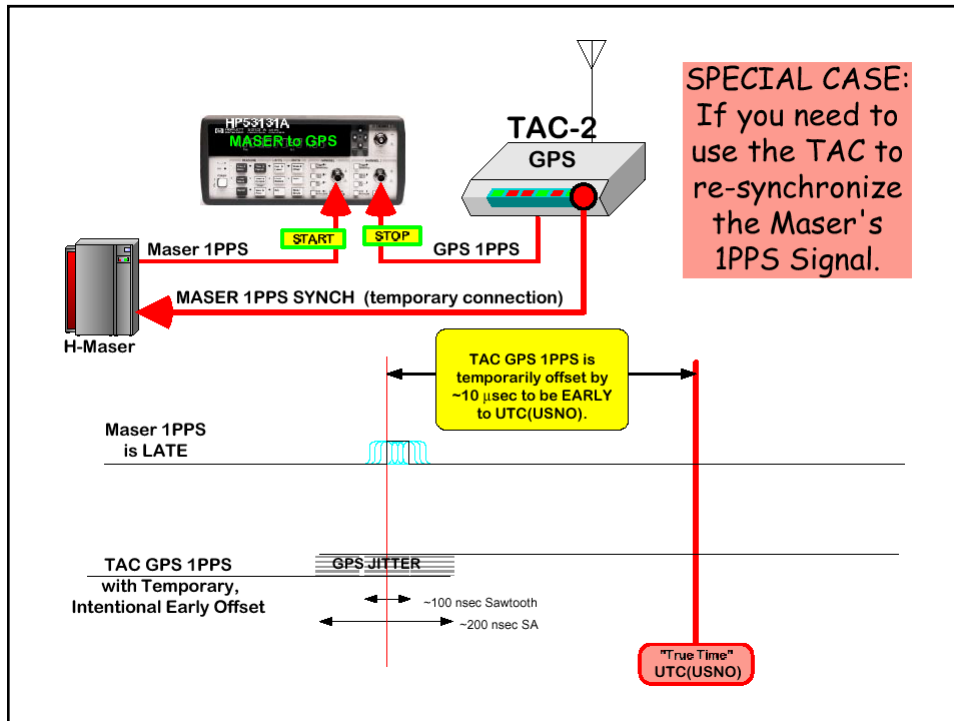 HP53131A
MASER to GPS
TAC-2
GPS
SPECIAL CASE:
If you need to
use the TAC to
re-synchronize
the Maser's
1PPS Signal.
Maser 1PPS
START
STOP
GPS 1PPS
MASER 1PPS SYNCH (temporary connection)
H-Maser
TAC GPS 1PPS is
temporarily offset by
~10 μsec to be EARLY
to UTC(USNO).
Maser 1PPS
is LATE
TAC GPS 1PPS
with Temporary,
Intentional Early Offset
GPS JITTER
~100 nsec Sawtooth
~200 nsec SA
"True Time"
UTC(USNO)